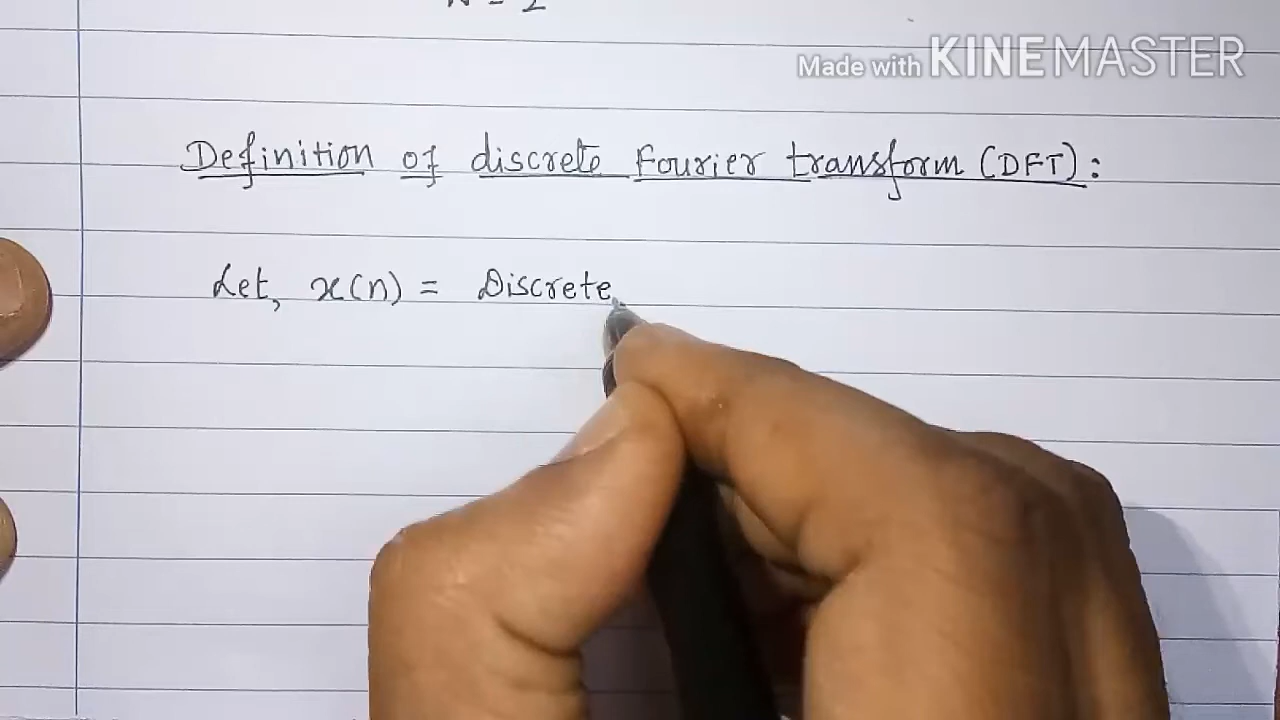 Made with KINEMASTER
Definition of discrete Fourier transform (DFT):
Let, x(n) = Discrete